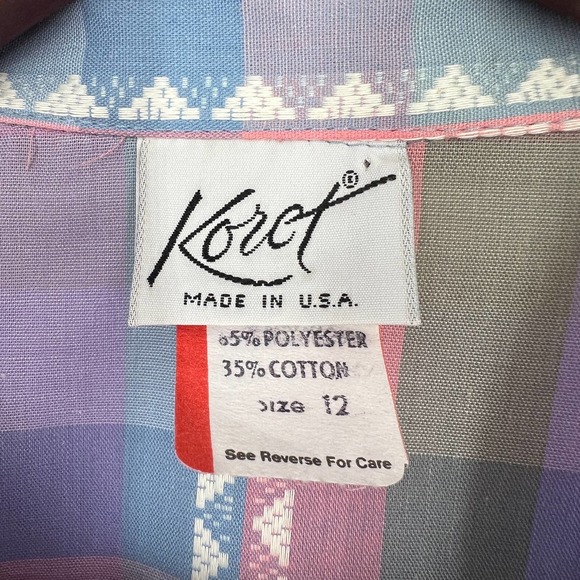 Koret®
MADE IN U.S.A.
65% POLYESTER
35% COTTON
SIZE 12
See Reverse For Care